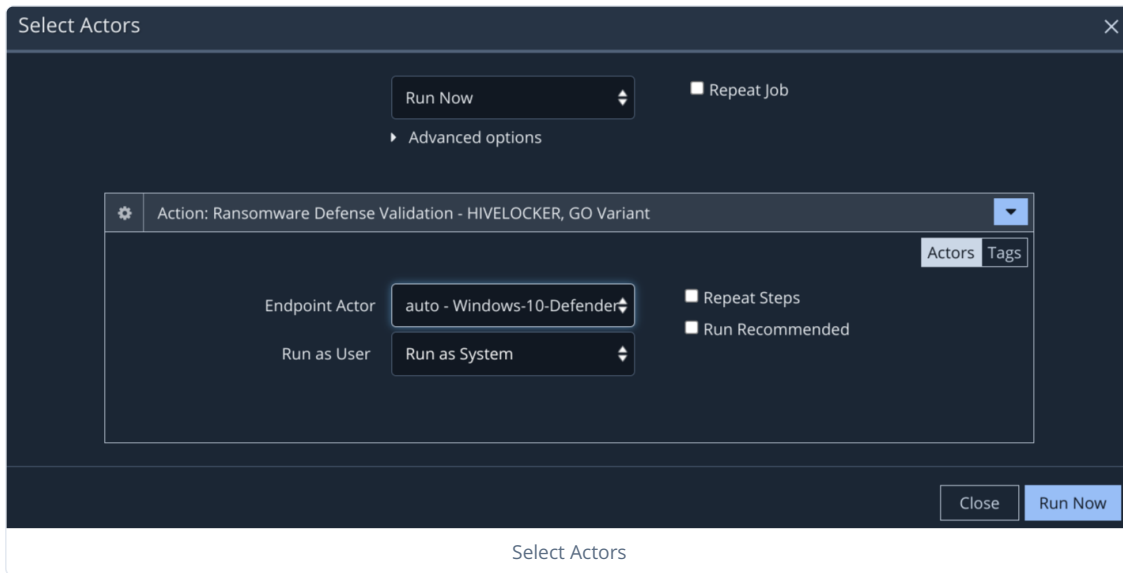 Select Actors
Run Now
Repeat Job
Advanced options
Action: Ransomware Defense Validation - HIVELOCKER, GO Variant
Actors Tags
Endpoint Actor auto - Windows-10-Defender
Repeat Steps
Run Recommended
Run as User Run as System
Close Run Now
Select Actors